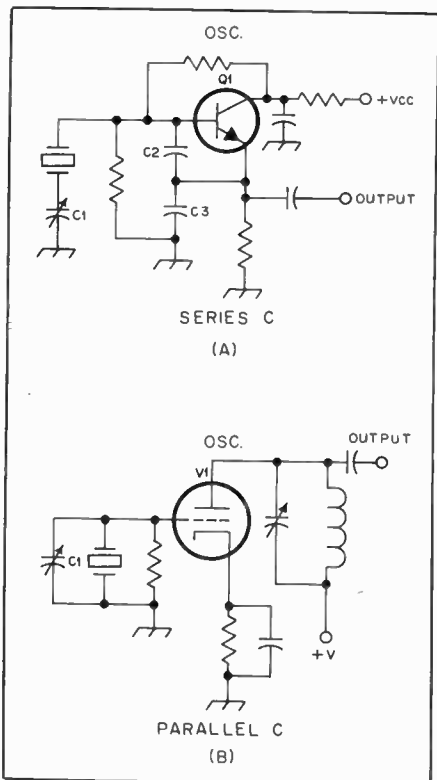 OSC.
Q1
+VCC
C2
C1
C3
OUTPUT
SERIES C
(A)
OSC.
OUTPUT
V1
C1
+V
PARALLEL C
(B)